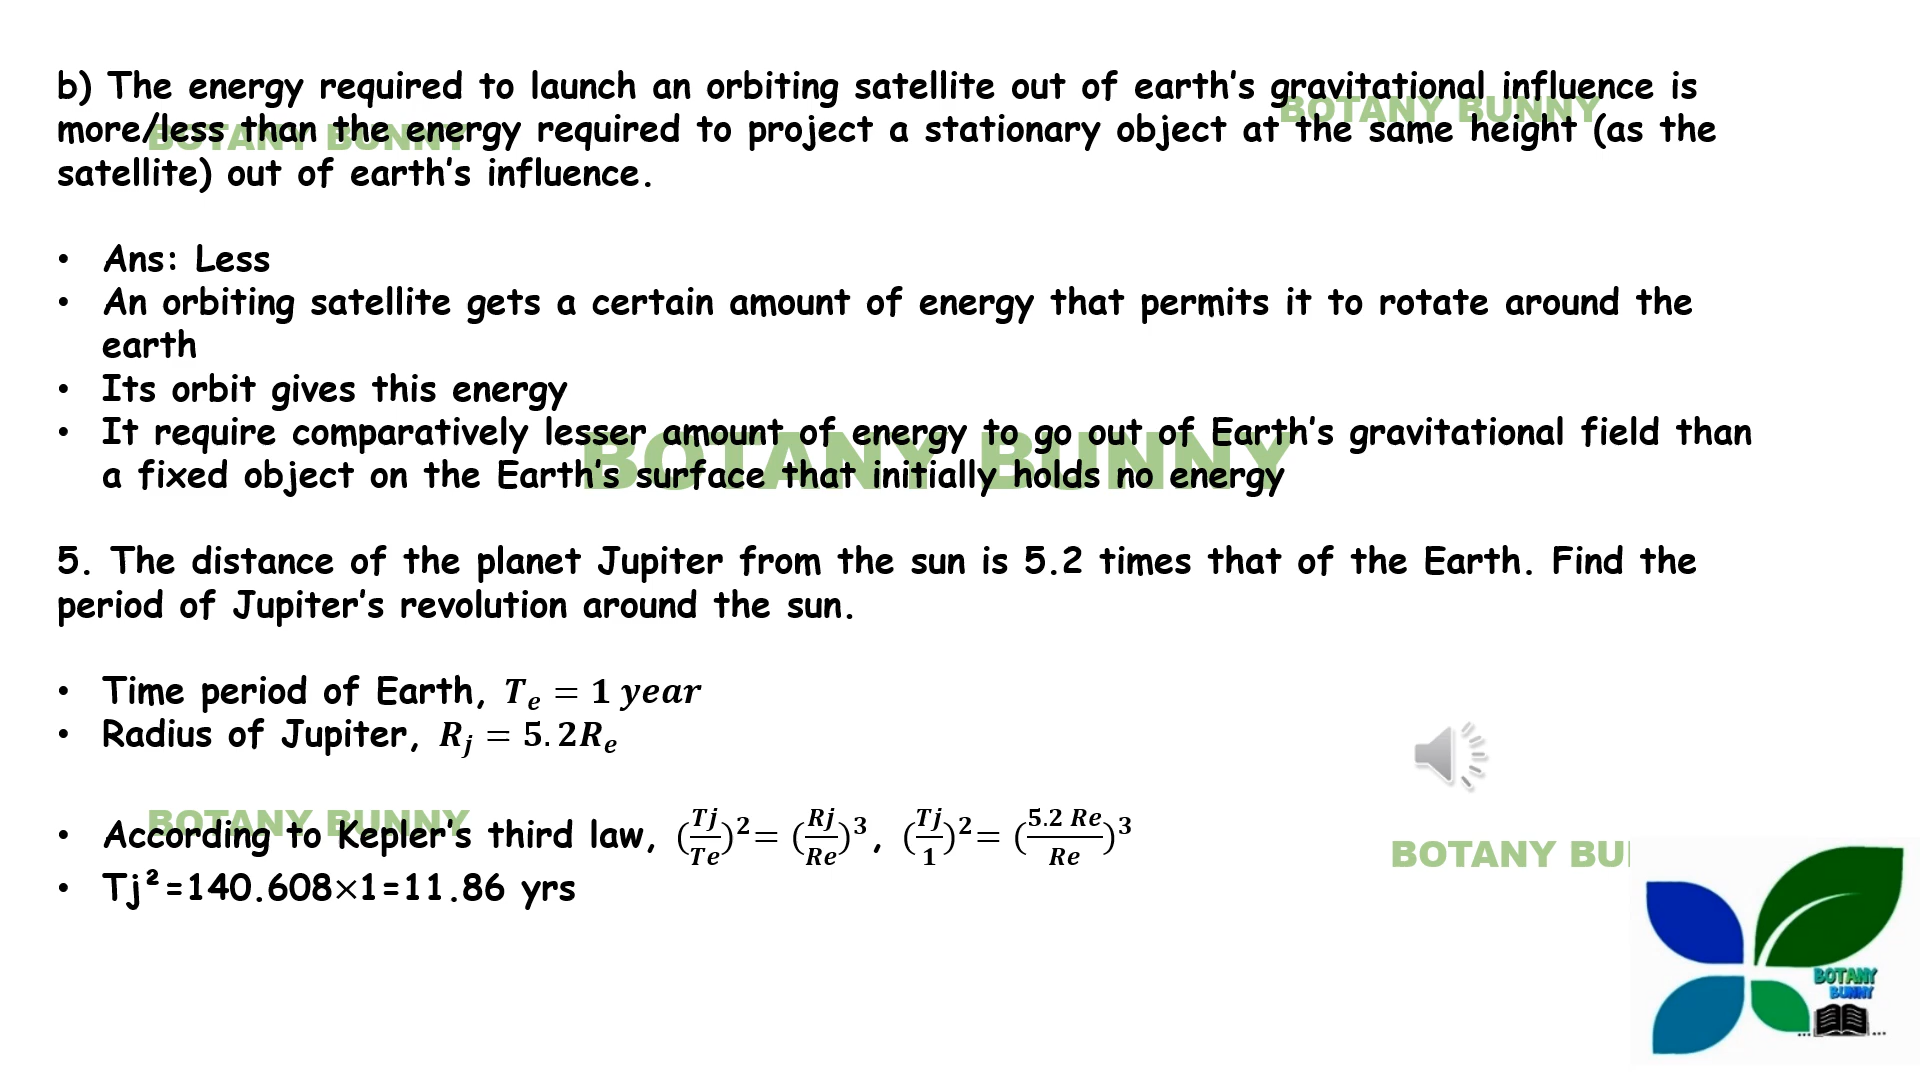 b) The energy required to launch an orbiting satellite out of earth's gravitational influence is
more/less than the energy required to project a stationary object at the same height (as the
satellite) out of earth's influence.
• Ans: Less
• An orbiting satellite gets a certain amount of energy that permits it to rotate around the
earth
• Its orbit gives this energy
• It require comparatively lesser amount of energy to go out of Earth's gravitational field than
a fixed object on the Earth's surface that initially holds no energy
5. The distance of the planet Jupiter from the sun is 5.2 times that of the Earth. Find the
period of Jupiter's revolution around the sun.
• Time period of Earth, Tₑ = 1 year
• Radius of Jupiter, Rⱼ = 5.2Rₑ
• According to Kepler's third law, (Tj/Te)²= (Rj/Re)³, (Tj/1)²= (5.2 Re/Re)³
• Tj²=140.608×1=11.86 yrs
BOTANY BUNNY
BOTANY BUNNY
BOTANY BUNNY
BOTANY BUNNY
BOTANY BU
BOTANY
BUNNY